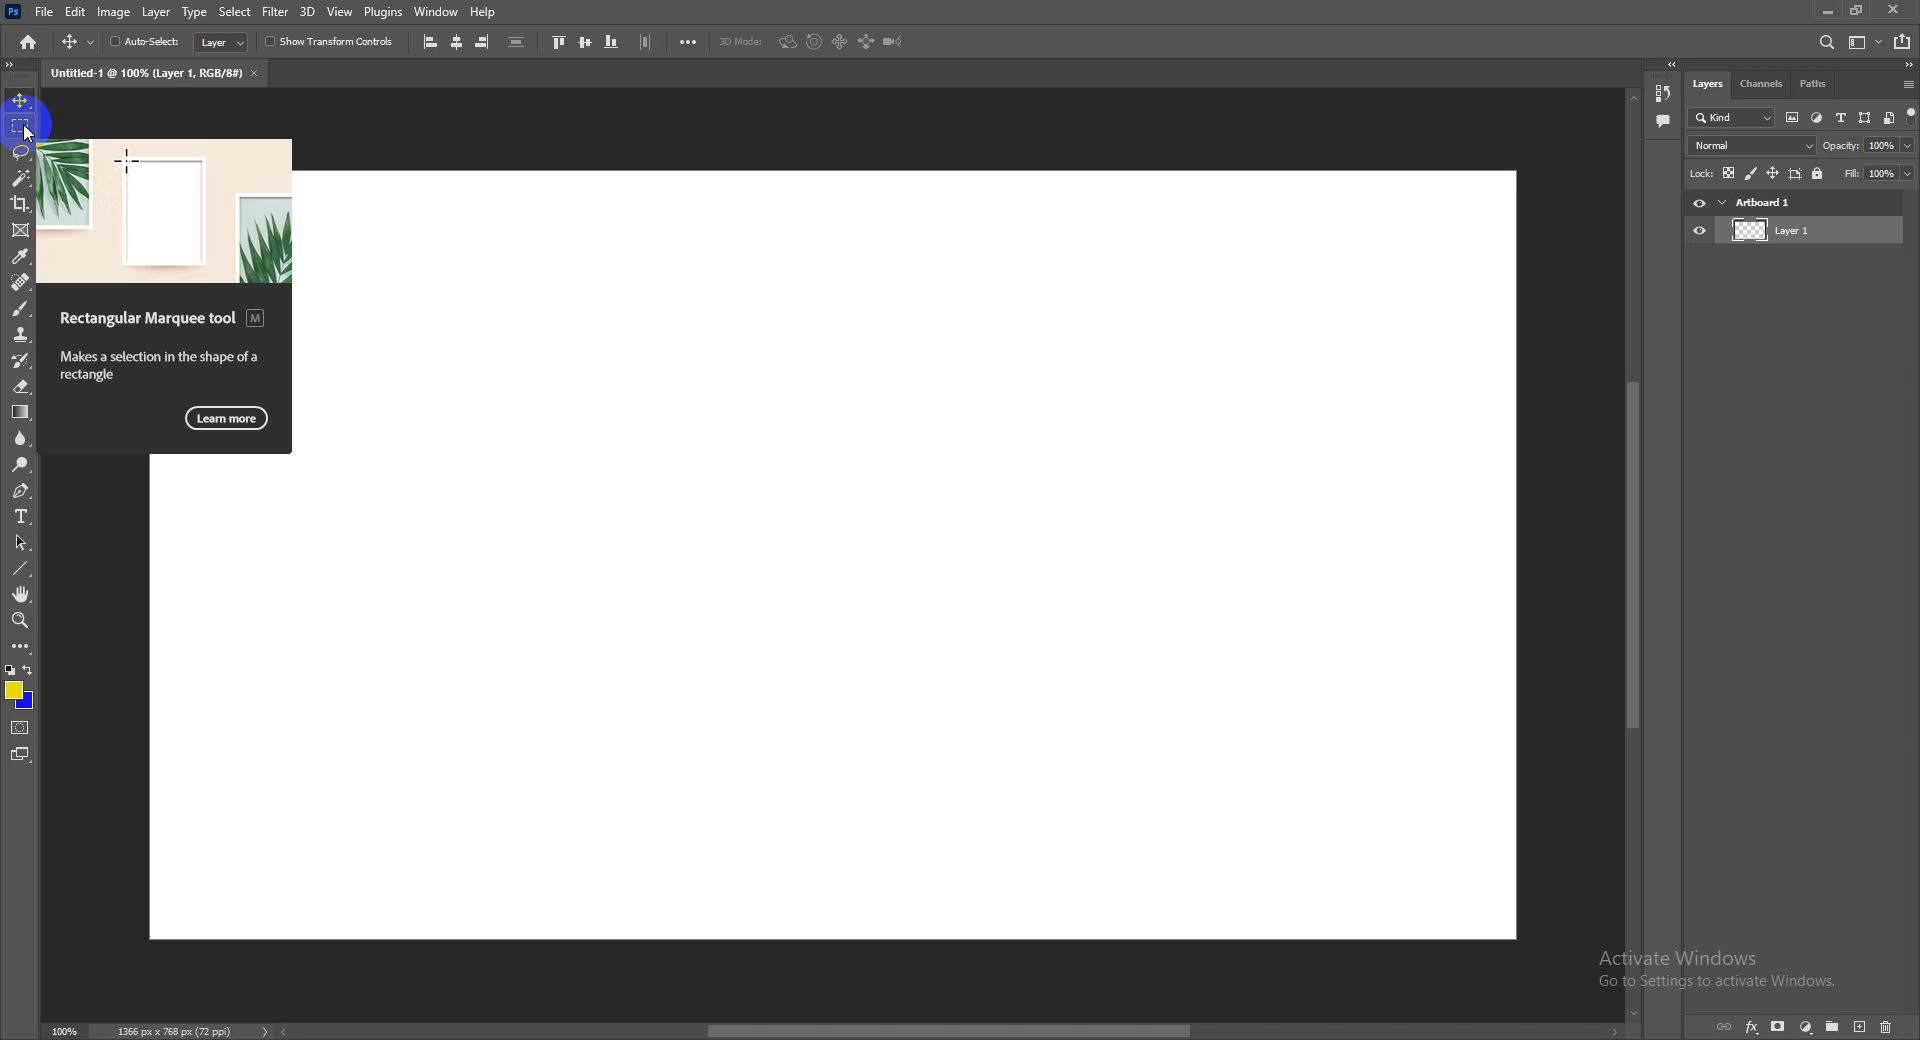 Ps File Edit Image Layer Type Select Filter 3D View Plugins Window Help
Auto-Select: Layer Show Transform Controls 3D Mode:
Untitled-1 @ 100% (Layer 1, RGB/8#)
Layers Channels Paths
Kind
Normal Opacity: 100%
Lock: Fill: 100%
Artboard 1
Layer 1
Rectangular Marquee tool M
Makes a selection in the shape of a
rectangle
Learn more
Activate Windows
Go to Settings to activate Windows.
100% 1366 px x 768 px (72 ppi)